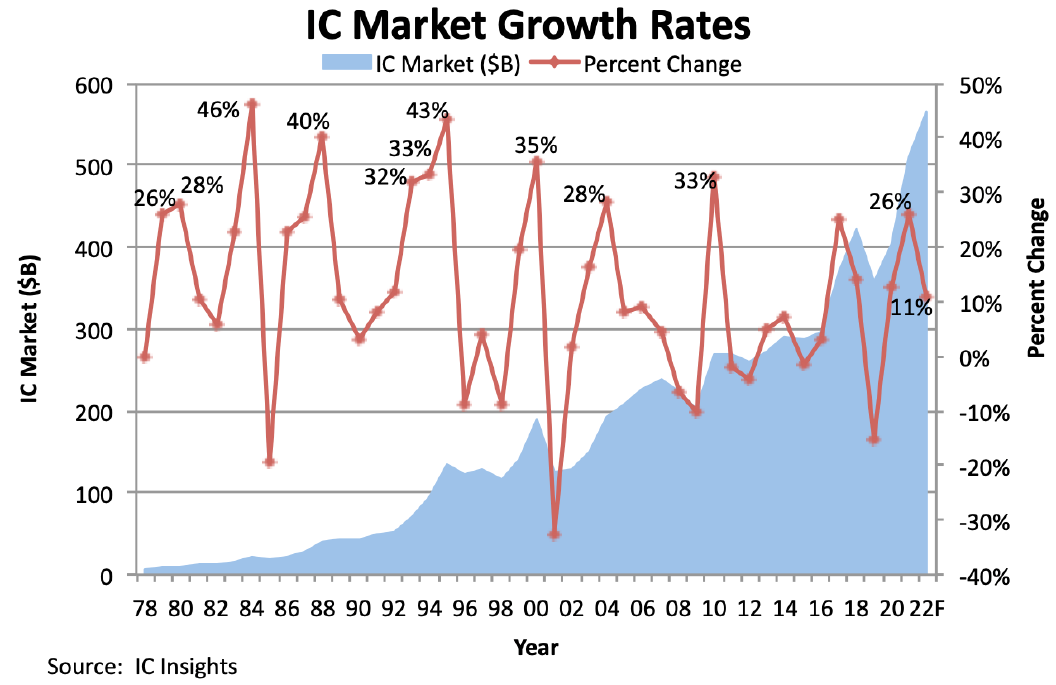 IC Market Growth Rates
IC Market ($B) Percent Change
600 50%
46% 43% 40%
40% 35%
500 33%
32% 33% 30%
26% 28% 28% 26%
400 20%
300 10%
11%
0%
200 -10%
-20%
100 -30%
0 -40%
IC Market ($B)
Percent Change
78 80 82 84 86 88 90 92 94 96 98 00 02 04 06 08 10 12 14 16 18 20 22F
Year
Source: IC Insights